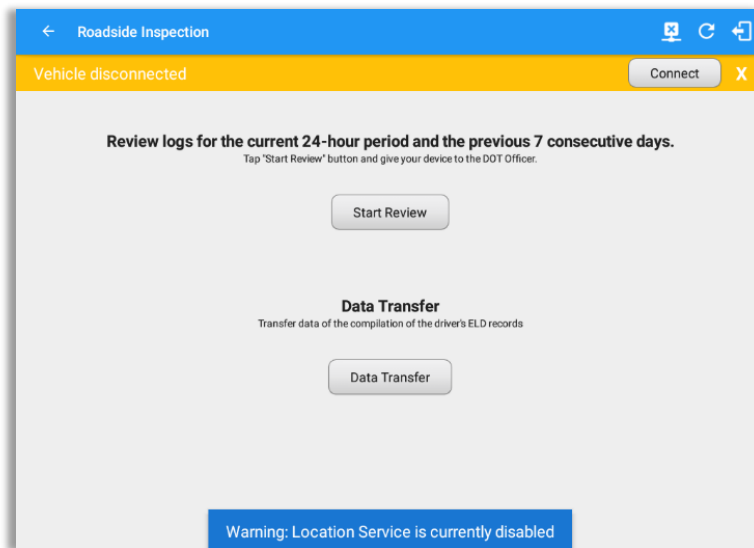 Roadside Inspection
Vehicle disconnected
Connect
X
Review logs for the current 24-hour period and the previous 7 consecutive days.
Tap "Start Review" button and give your device to the DOT Officer.
Start Review
Data Transfer
Transfer data of the compilation of the driver's ELD records
Data Transfer
Warning: Location Service is currently disabled